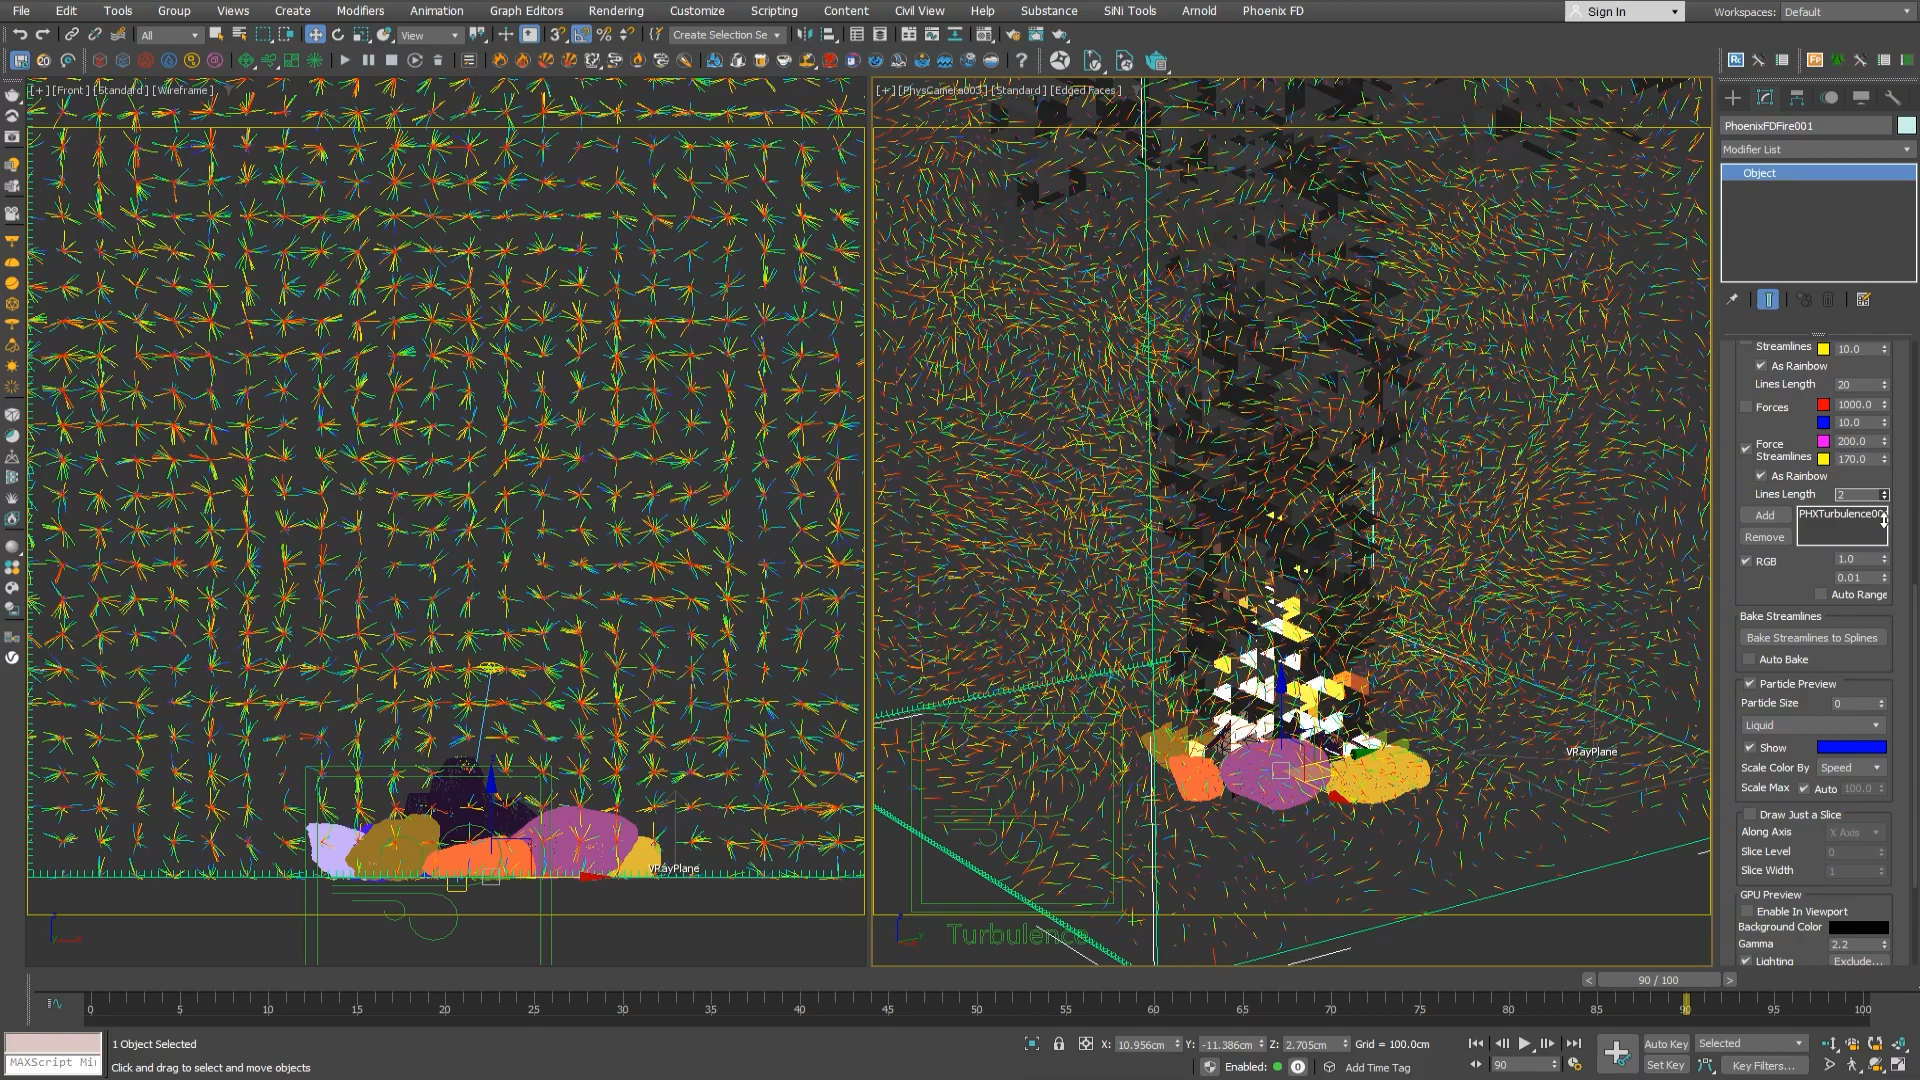 File Edit Tools Group Views Create Modifiers Animation Graph Editors Rendering Customize Scripting Content Civil View Help Substance SiNi Tools Arnold Phoenix FD
Sign In
Workspaces: Default
All
View
Create Selection Se
[+] [Front] [Standard] [Wireframe]
[+] [PhysCamera003] [Standard] [Edged Faces]
PhoenixFDFire001
Modifier List
Object
Streamlines 10.0
As Rainbow
Lines Length 20
Forces 1000.0
10.0
Force 200.0
Streamlines 170.0
As Rainbow
Lines Length 2
Add PHXTurbulence00
Remove
RGB 1.0
0.01
Auto Range
Bake Streamlines
Bake Streamlines to Splines
Auto Bake
Particle Preview
Particle Size 0
Liquid
Show
Scale Color By Speed
Scale Max Auto 100.0
Draw Just a Slice
Along Axis X Axis
Slice Level 0
Slice Width 1
GPU Preview
Enable In Viewport
Background Color
Gamma 2.2
Lighting Exclude...
VRayPlane
VRayPlane
Turbulence
90 / 100
0 5 10 15 20 25 30 35 40 45 50 55 60 65 70 75 80 85 90 95 100
1 Object Selected
MAXScript Mi
Click and drag to select and move objects
X: 10.956cm Y: -11.386cm Z: 2.705cm Grid = 100.0cm
Enabled: 0 Add Time Tag
90
Auto Key Selected
Set Key Key Filters...